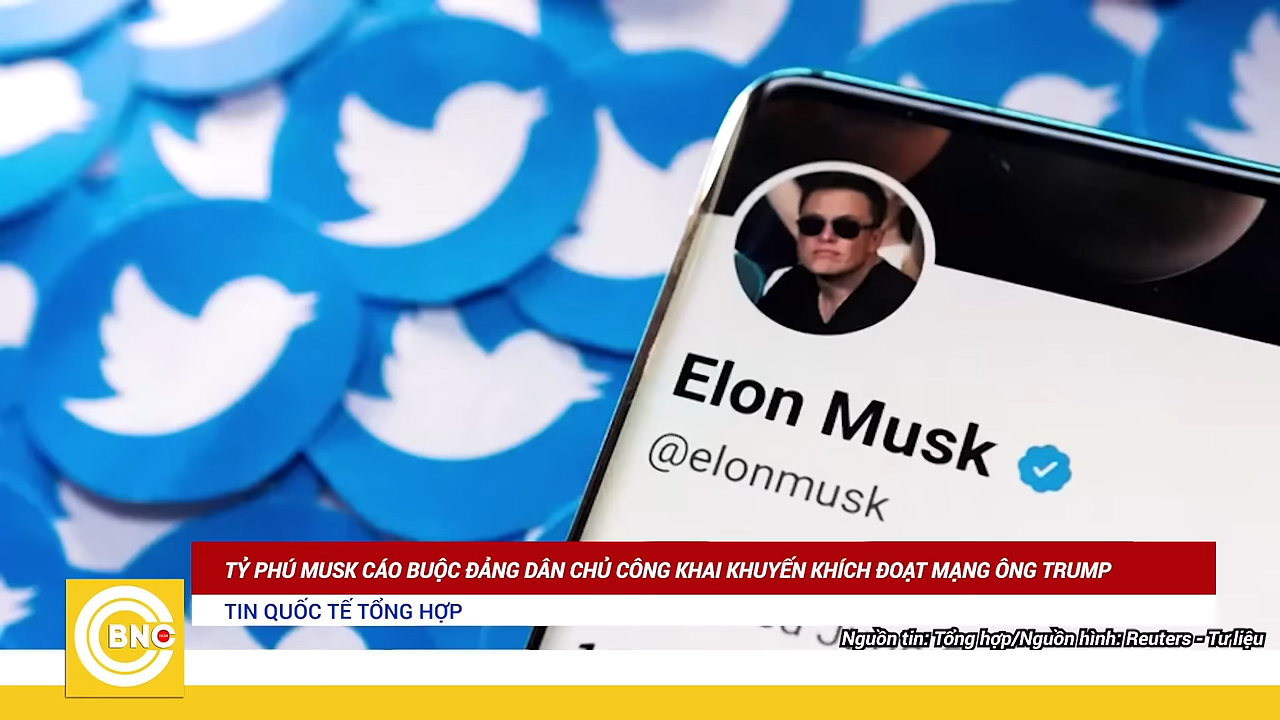 Elon Musk
@elonmusk
TỶ PHÚ MUSK CÁO BUỘC ĐẢNG DÂN CHỦ CÔNG KHAI KHUYẾN KHÍCH ĐOẠT MẠNG ÔNG TRUMP
TIN QUỐC TẾ TỔNG HỢP
Nguồn tin: Tổng hợp/Nguồn hình: Reuters - Tư liệu
BNC
NOW